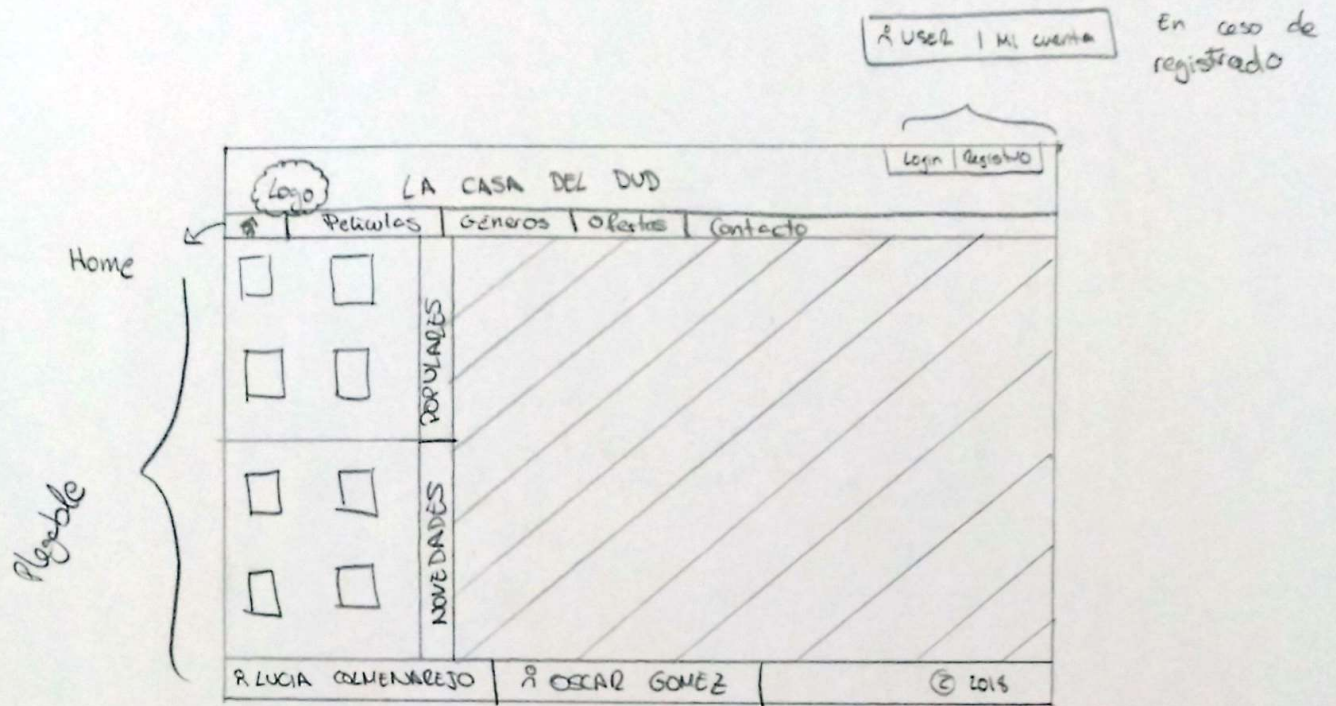 USER | Mi cuenta
En caso de
registrado
Login | Registro
Logo
LA CASA DEL DVD
Películas | Géneros | Ofertas | Contacto
Home
POPULARES
NOVEDADES
Plegable
LUCIA COLMENAREJO | OSCAR GOMEZ | © 2018